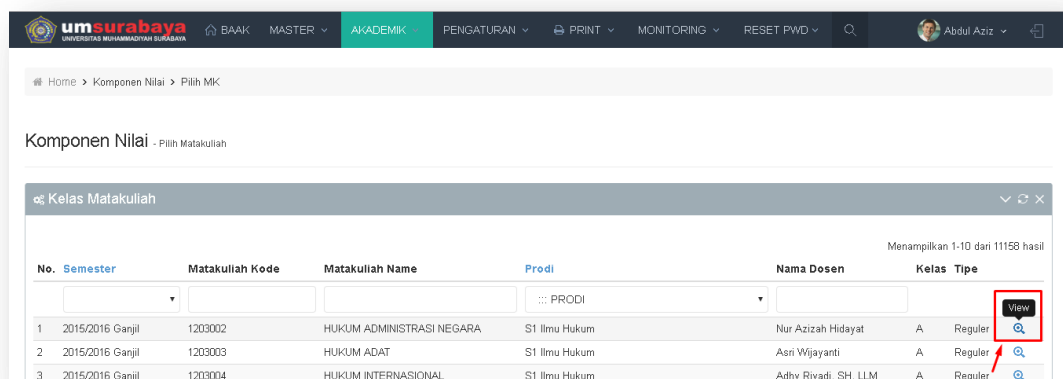 umsurabaya BAAK MASTER AKADEMIK PENGATURAN PRINT MONITORING RESET PWD Abdul Aziz
UNIVERSITAS MUHAMMADIYAH SURABAYA
Home > Komponen Nilai > Pilih MK
Komponen Nilai - Pilih Matakuliah
Kelas Matakuliah
Menampilkan 1-10 dari 11158 hasil
No. Semester Matakuliah Kode Matakuliah Name Prodi Nama Dosen Kelas Tipe
::: PRODI
View
1 2015/2016 Ganjil 1203002 HUKUM ADMINISTRASI NEGARA S1 Ilmu Hukum Nur Azizah Hidayat A Reguler
2 2015/2016 Ganjil 1203003 HUKUM ADAT S1 Ilmu Hukum Asri Wijayanti A Reguler
3 2015/2016 Ganjil 1203004 HUKUM INTERNASIONAL S1 Ilmu Hukum Adhy Riyadi, SH, LLM A Reguler